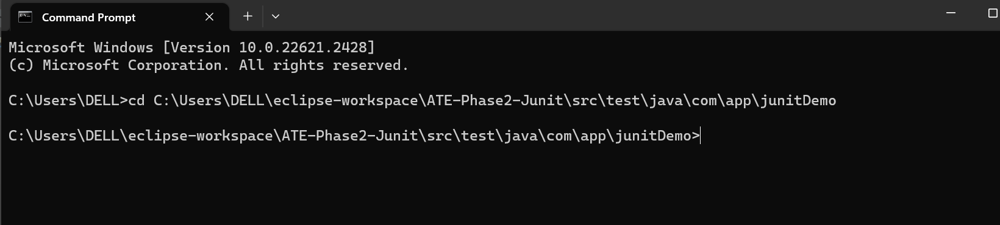 Command Prompt
Microsoft Windows [Version 10.0.22621.2428]
(c) Microsoft Corporation. All rights reserved.
C:\Users\DELL>cd C:\Users\DELL\eclipse-workspace\ATE-Phase2-Junit\src\test\java\com\app\junitDemo
C:\Users\DELL\eclipse-workspace\ATE-Phase2-Junit\src\test\java\com\app\junitDemo>